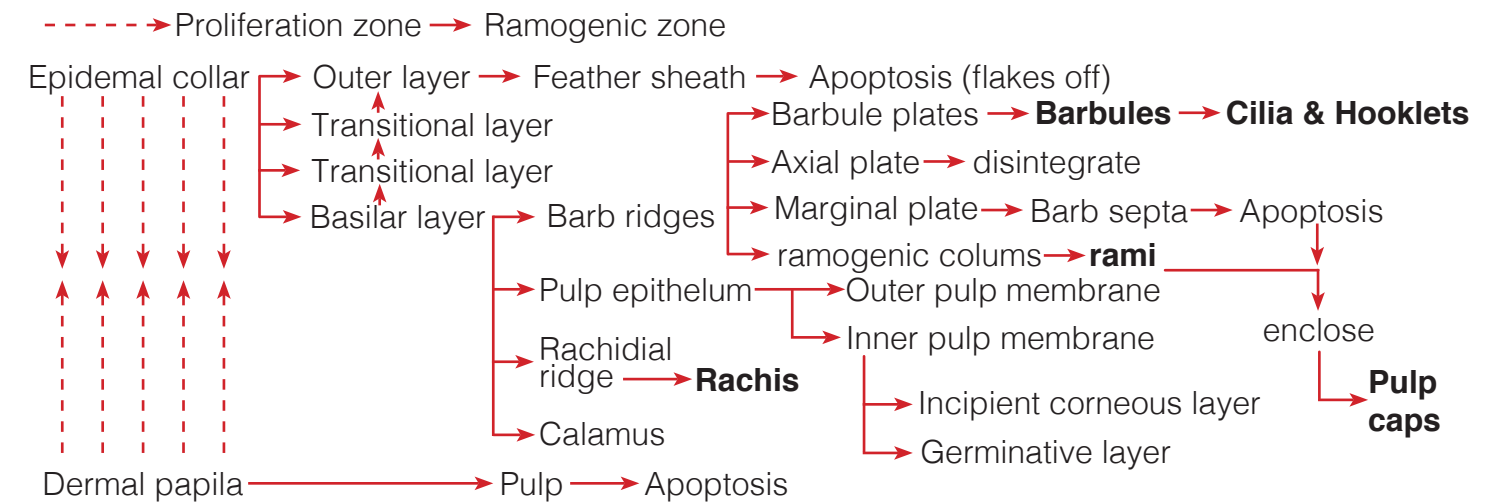 Proliferation zone Ramogenic zone
Epidemal collar Outer layer Feather sheath Apoptosis (flakes off)
Barbule plates Barbules Cilia & Hooklets
Transitional layer
Axial plate disintegrate
Transitional layer
Marginal plate Barb septa Apoptosis
Basilar layer Barb ridges
ramogenic colums rami
Pulp epithelum Outer pulp membrane
enclose
Inner pulp membrane
Rachidial
ridge Rachis
Pulp
caps
Incipient corneous layer
Calamus
Germinative layer
Dermal papila Pulp Apoptosis